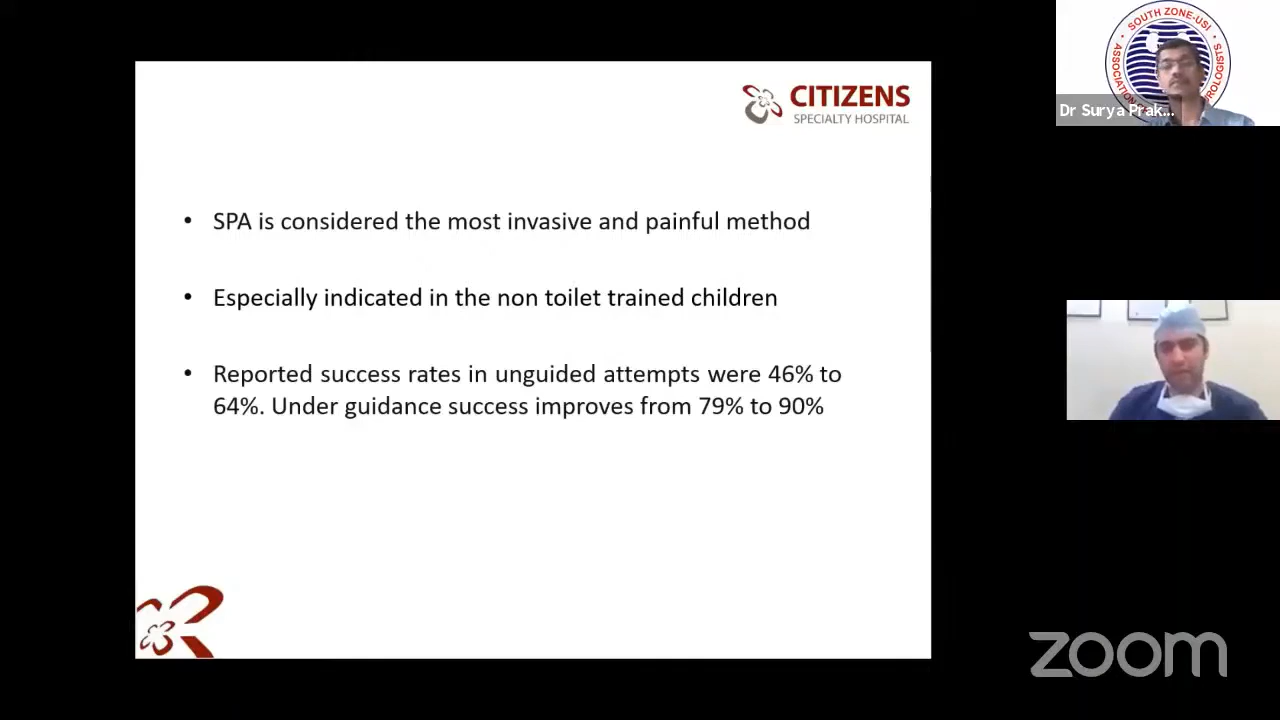 SOUTH ZONE-USI
ASSOCIATION
Dr Surya Prak...
CITIZENS
SPECIALTY HOSPITAL
• SPA is considered the most invasive and painful method
• Especially indicated in the non toilet trained children
• Reported success rates in unguided attempts were 46% to
64%. Under guidance success improves from 79% to 90%
zoom